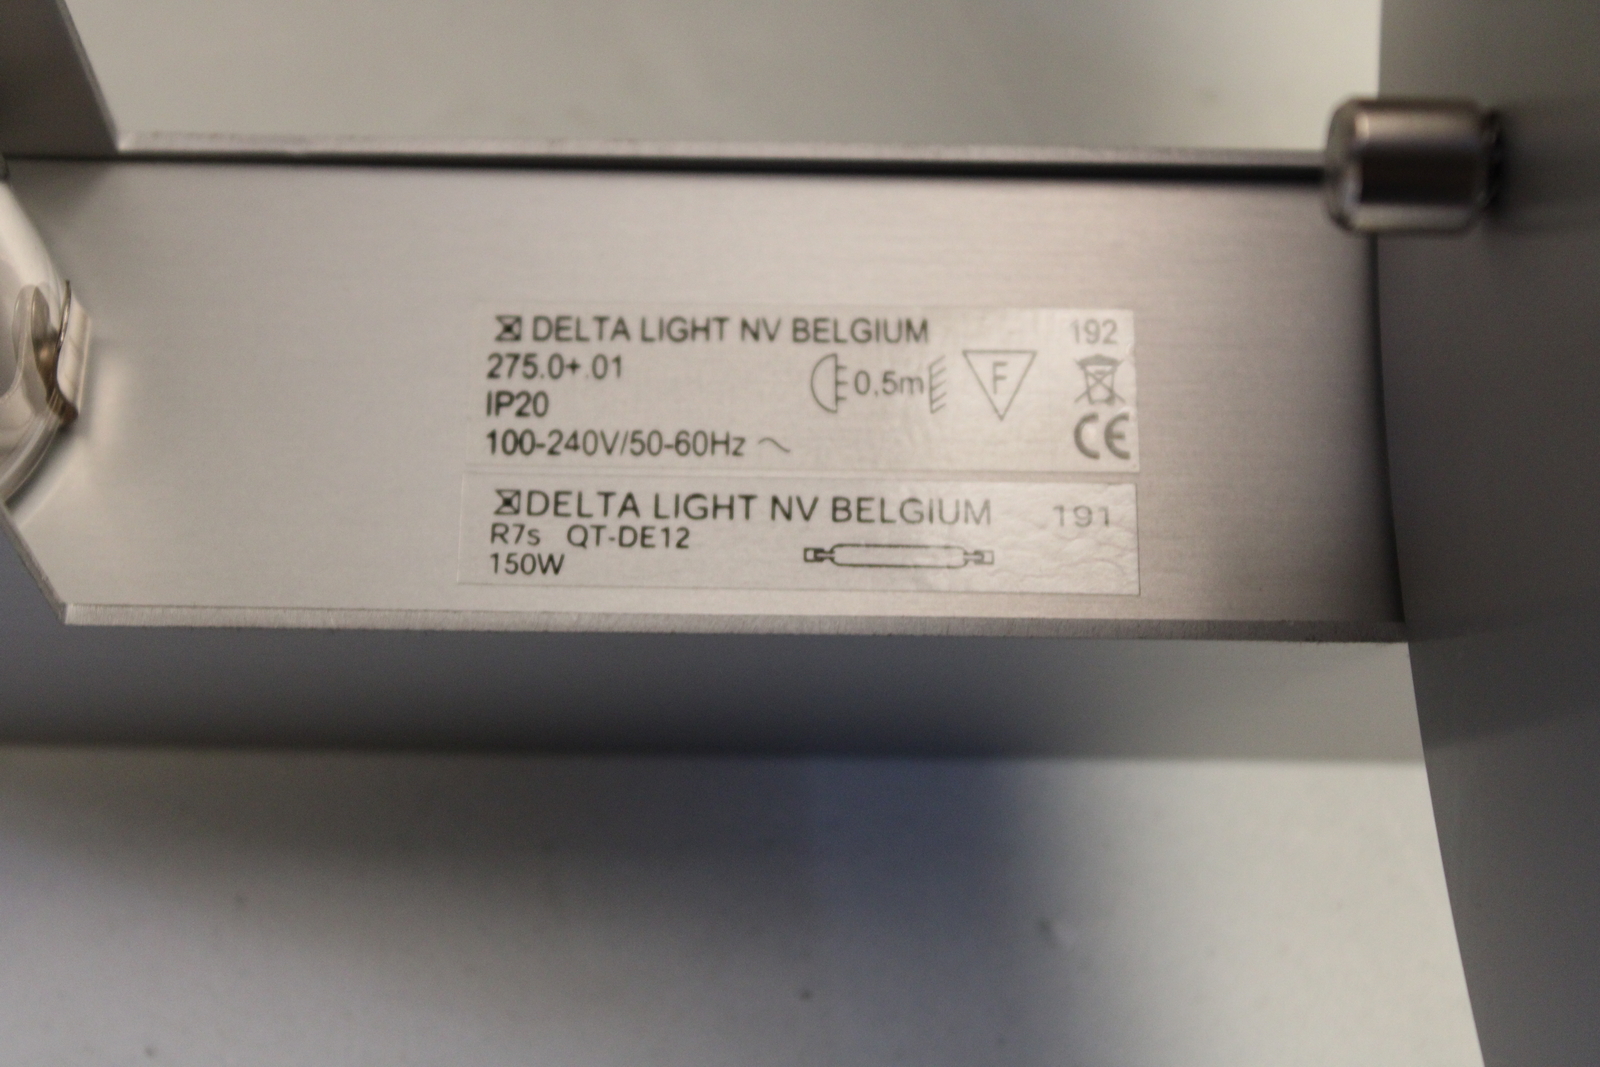 DELTA LIGHT NV BELGIUM 192
275.0+.01
0,5m F
IP20
100-240V/50-60Hz ~
CE
DELTA LIGHT NV BELGIUM 191
R7s QT-DE12
150W